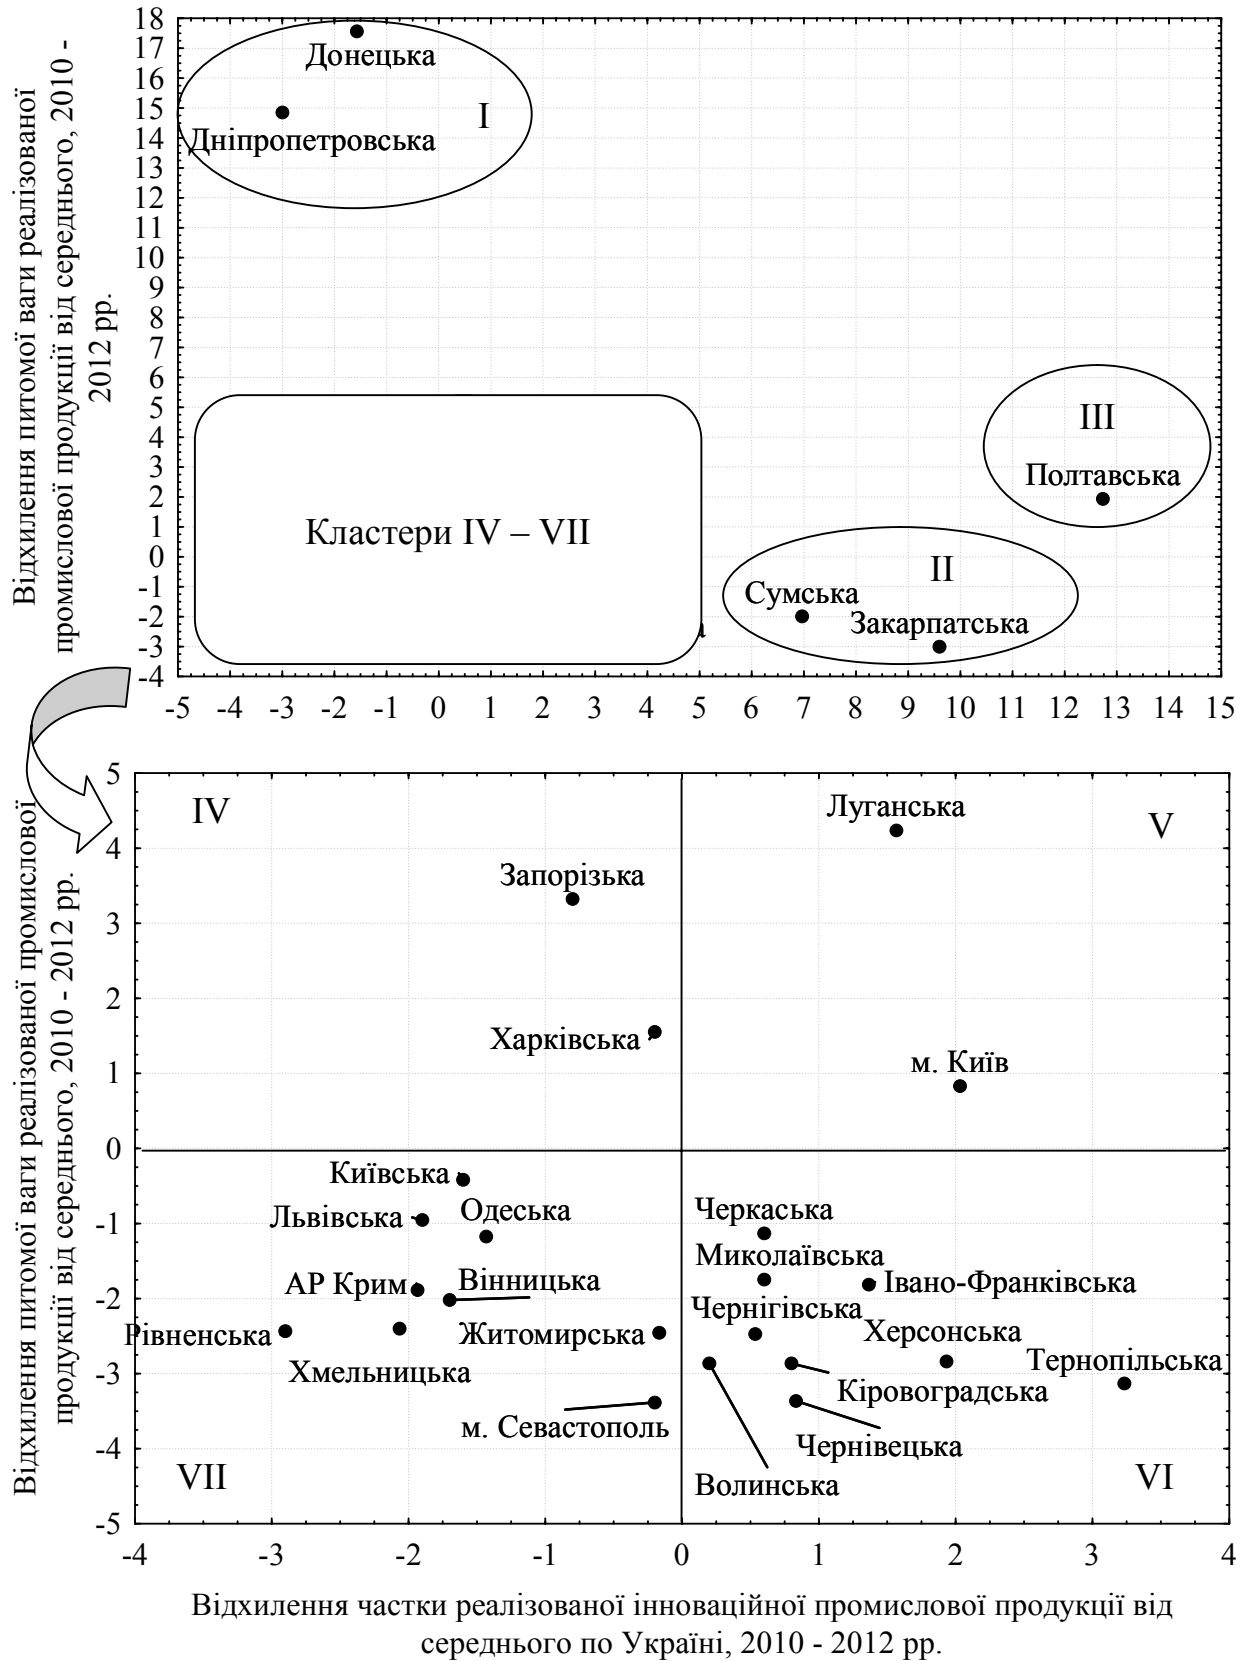 Відхилення питомої ваги реалізованої
промислової продукції від середнього, 2010 -
2012 рр.
18
17
16
15
14
13
12
11
10
9
8
7
6
5
4
3
2
1
0
-1
-2
-3
-4
Донецька
I
Дніпропетровська
III
Полтавська
Кластери IV – VII
II
Сумська
Закарпатська
-5 -4 -3 -2 -1 0 1 2 3 4 5 6 7 8 9 10 11 12 13 14 15
Відхилення питомої ваги реалізованої промислової
продукції від середнього, 2010 - 2012 рр.
5
4
3
2
1
0
-1
-2
-3
-4
-5
IV
Луганська
V
Запорізька
Харківська
м. Київ
Київська
Львівська
Одеська
Черкаська
Миколаївська
АР Крим
Вінницька
Івано-Франківська
Чернігівська
Рівненська
Житомирська
Херсонська
Хмельницька
Тернопільська
Кіровоградська
м. Севастополь
Чернівецька
VII
Волинська
VI
-4 -3 -2 -1 0 1 2 3 4
Відхилення частки реалізованої інноваційної промислової продукції від
середнього по Україні, 2010 - 2012 рр.